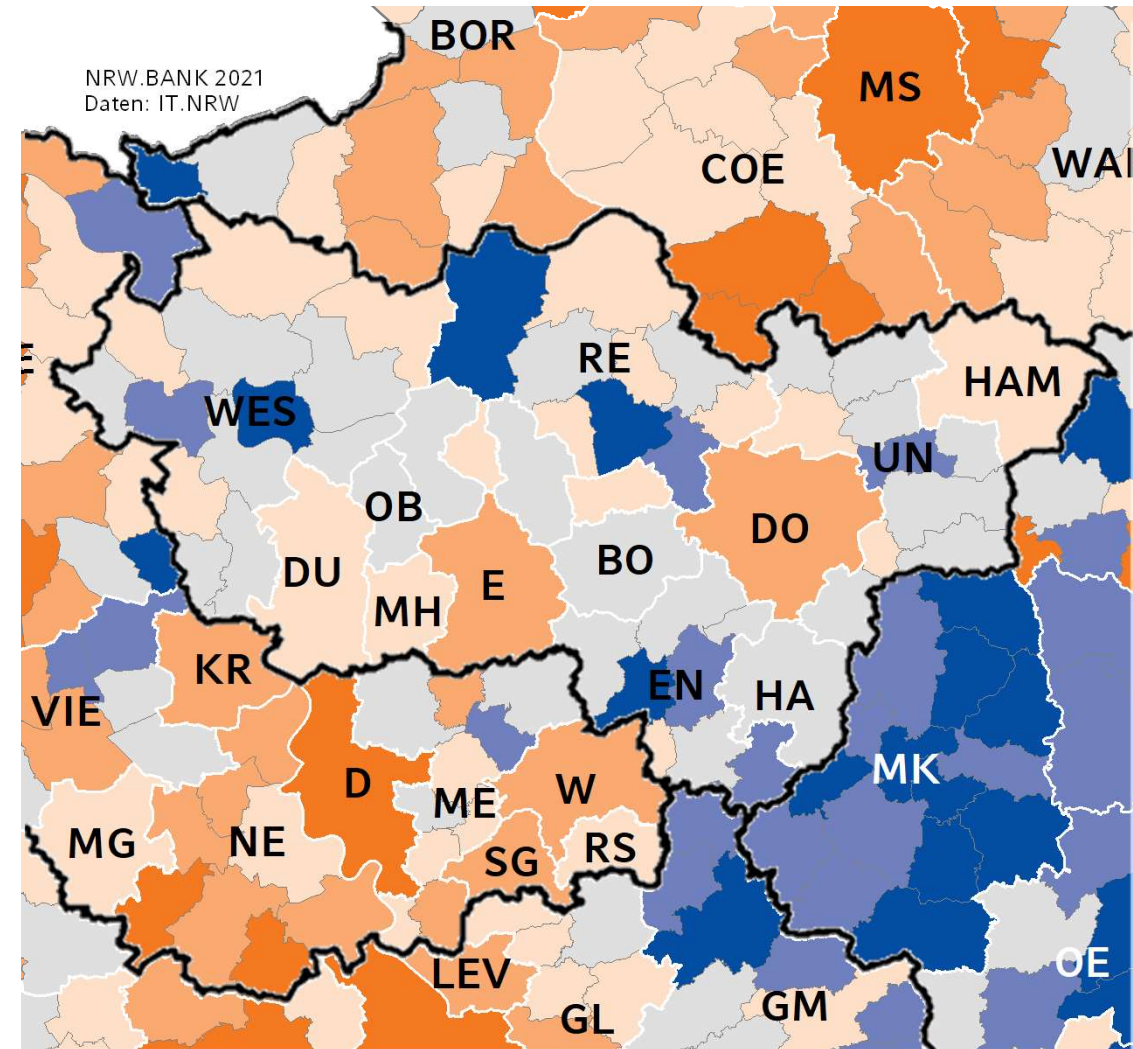 BOR
NRW.BANK 2021
Daten: IT.NRW
MS
COE
WAI
RE
HAM
WES
UN
OB
DO
BO
DU
E
MH
KR
EN
HA
VIE
D
MK
ME
W
MG
NE
SG
RS
LEV
OE
GL
GM